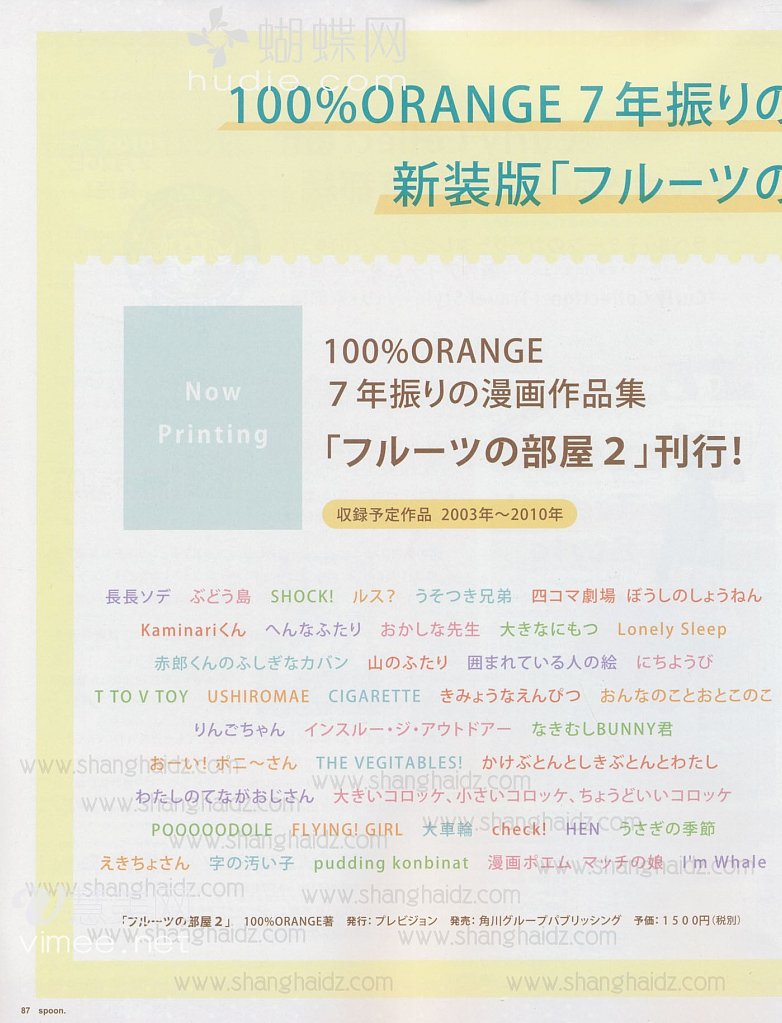 蝴蝶网
hudie.com
100%ORANGE 7年振りの
新装版「フルーツの
Now
Printing
100%ORANGE
7年振りの漫画作品集
「フルーツの部屋2」刊行!
収録予定作品 2003年〜2010年
長長ソデ ぶどう島 SHOCK! ルス? うそつき兄弟 四コマ劇場 ぼうしのしょうねん
Kaminariくん へんなふたり おかしな先生 大きなにもつ Lonely Sleep
赤郎くんのふしぎなカバン 山のふたり 囲まれている人の絵 にちようび
T TO V TOY USHIROMAE CIGARETTE きみょうなえんぴつ おんなのことおとこのこ
りんごちゃん インスルー・ジ・アウトドアー なきむしBUNNY君
おーい! ポニ〜さん THE VEGITABLES! かけぶとんとしきぶとんとわたし
www.shanghaidz.com
www.shanghaidz.com
わたしのてながおじさん 大きいコロッケ、小さいコロッケ、ちょうどいいコロッケ
www.shanghaidz.com
POOOOODOLE FLYING! GIRL 大車輪 check! HEN うさぎの季節
www.shanghaidz.com
www.shanghaidz.com
えきちょさん 字の汚い子 pudding konbinat 漫画ポエム マッチの娘 I'm Whale
www.shanghaidz.com
www.shanghaidz.com
「フルーツの部屋2」 100%ORANGE著 発行:プレビジョン 発売:角川グループパブリッシング 予価:1500円(税別)
www.shanghaidz.com
www.shanghaidz.com
vimee.net
www.shanghaidz.com
www.shanghaidz.com
87 spoon.